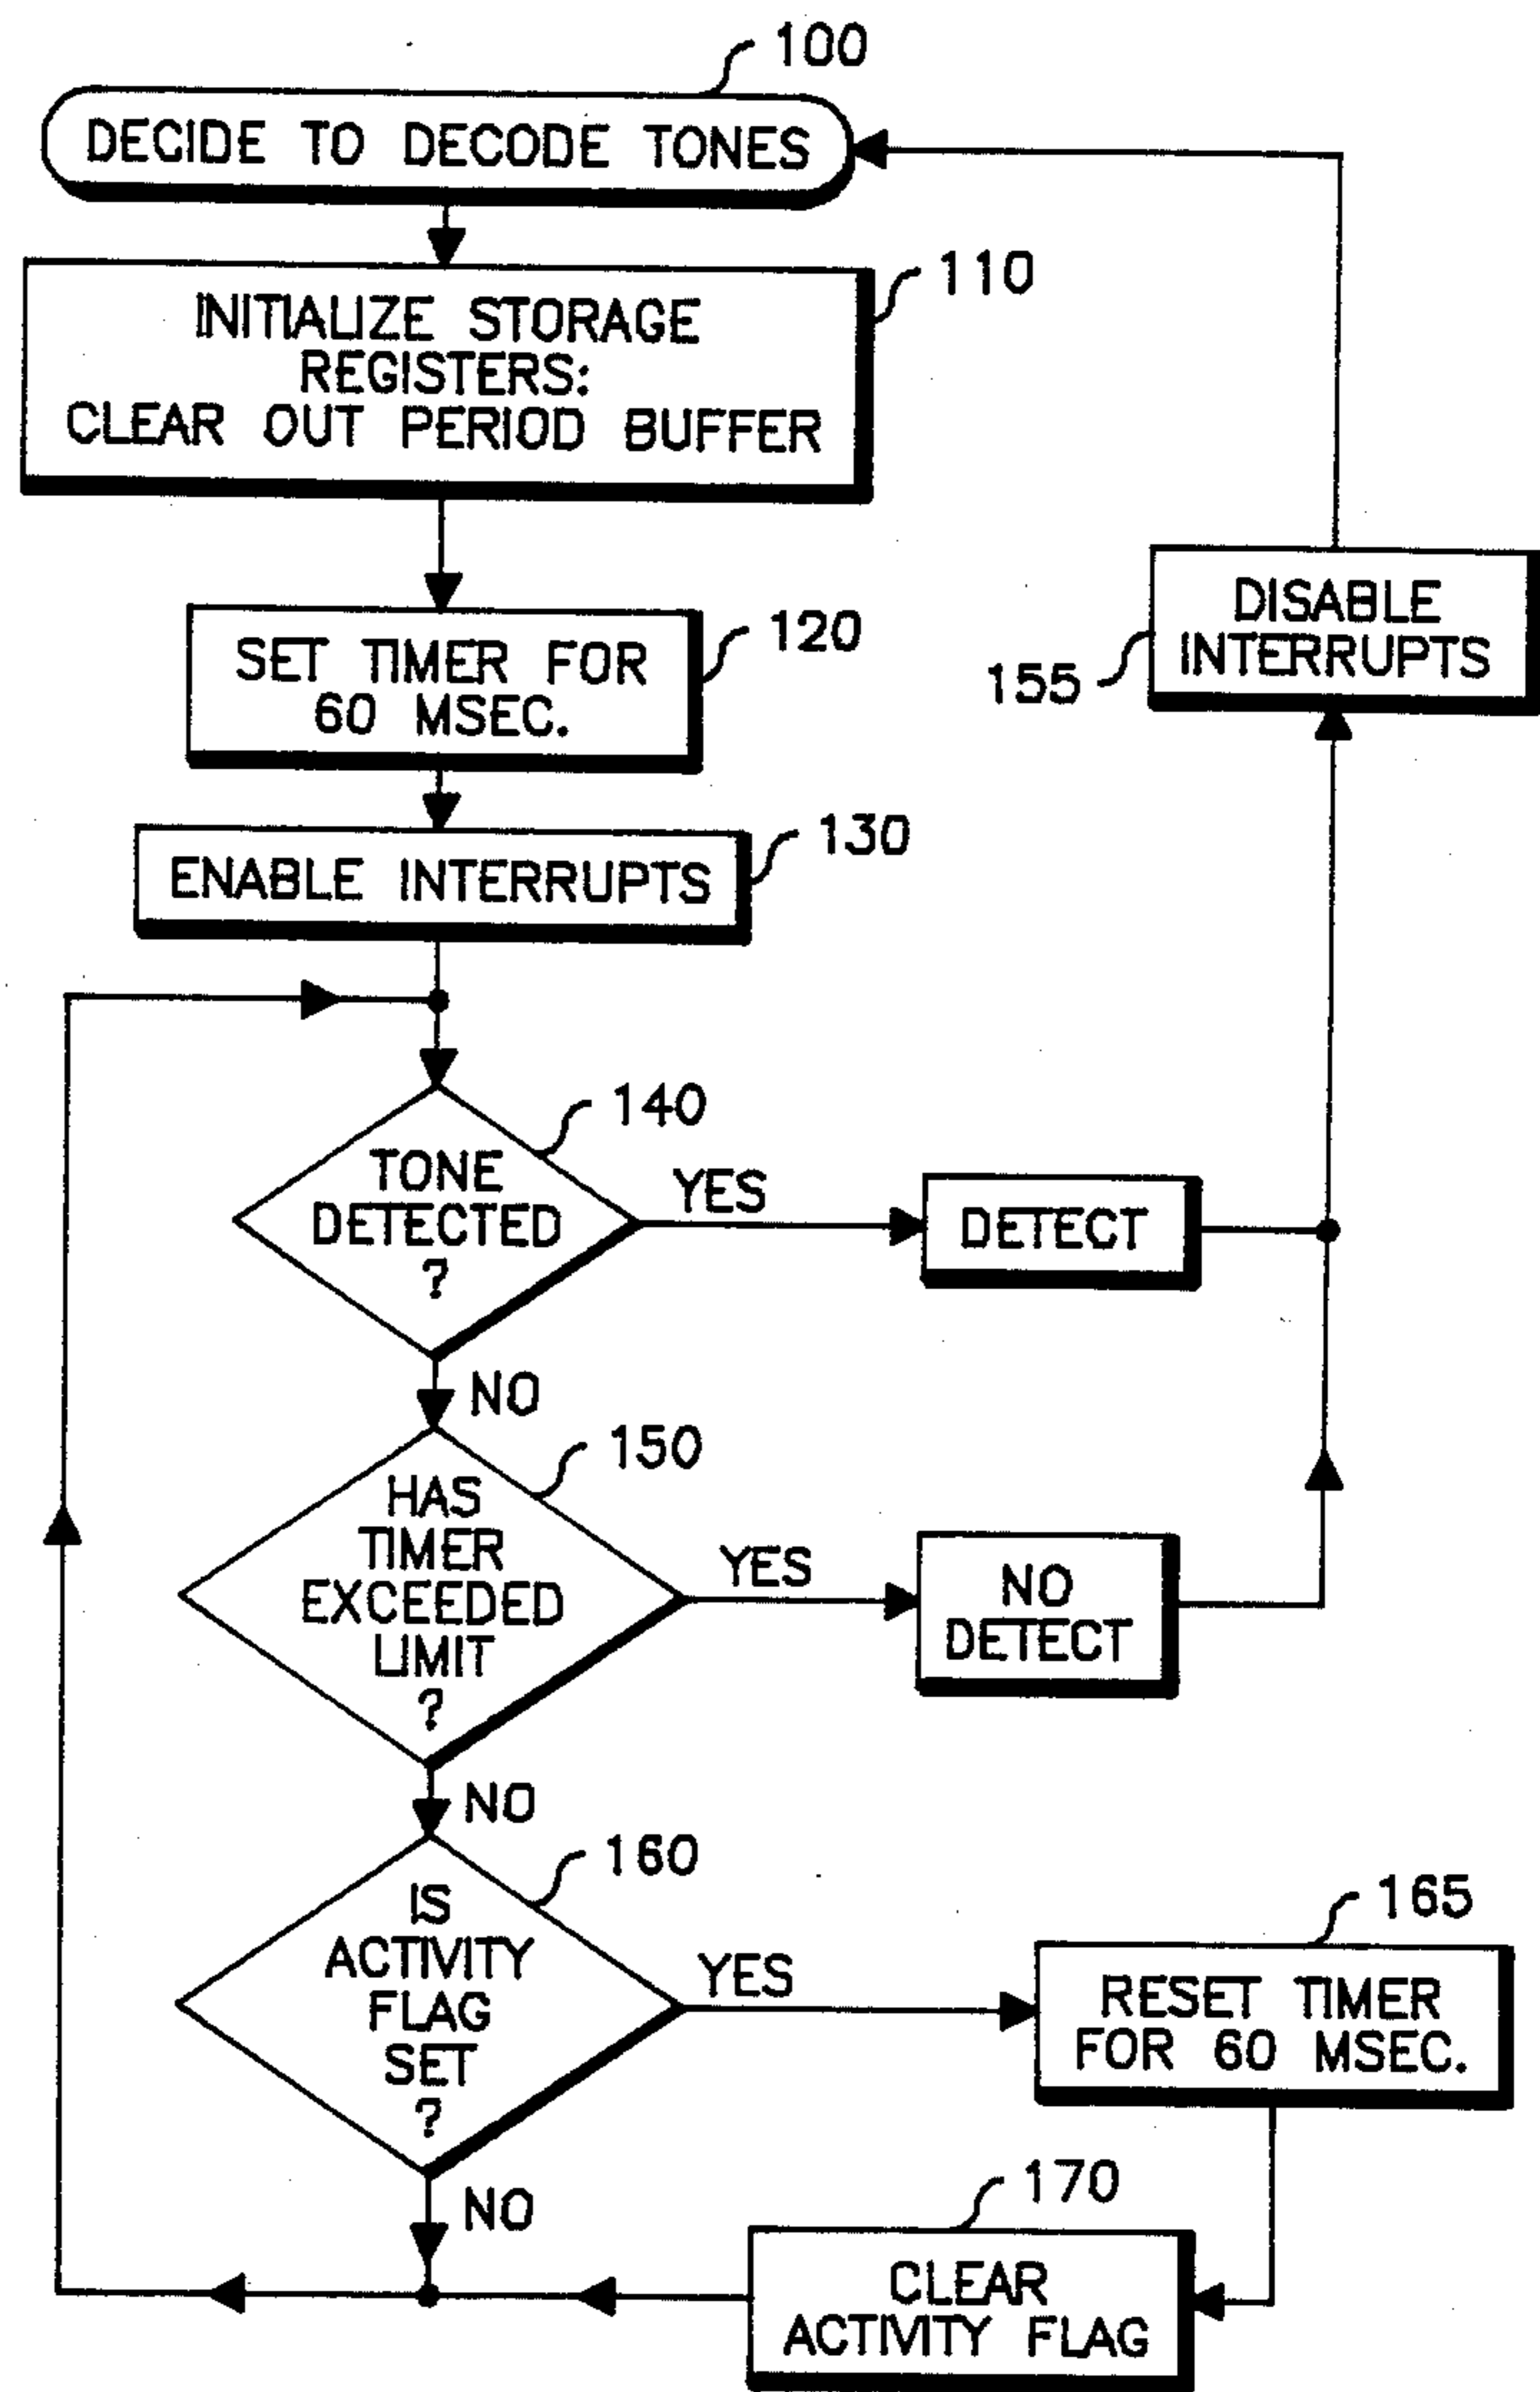 100
DECIDE TO DECODE TONES
110
INITIALIZE STORAGE
REGISTERS:
CLEAR OUT PERIOD BUFFER
120
SET TIMER FOR
60 MSEC.
DISABLE
INTERRUPTS
155
130
ENABLE INTERRUPTS
140
TONE
DETECTED
?
YES
DETECT
NO
150
HAS
TIMER
EXCEEDED
LIMIT
?
YES
NO
DETECT
NO
160
IS
ACTIVITY
FLAG
SET
?
YES
165
RESET TIMER
FOR 60 MSEC.
NO
170
CLEAR
ACTIVITY FLAG